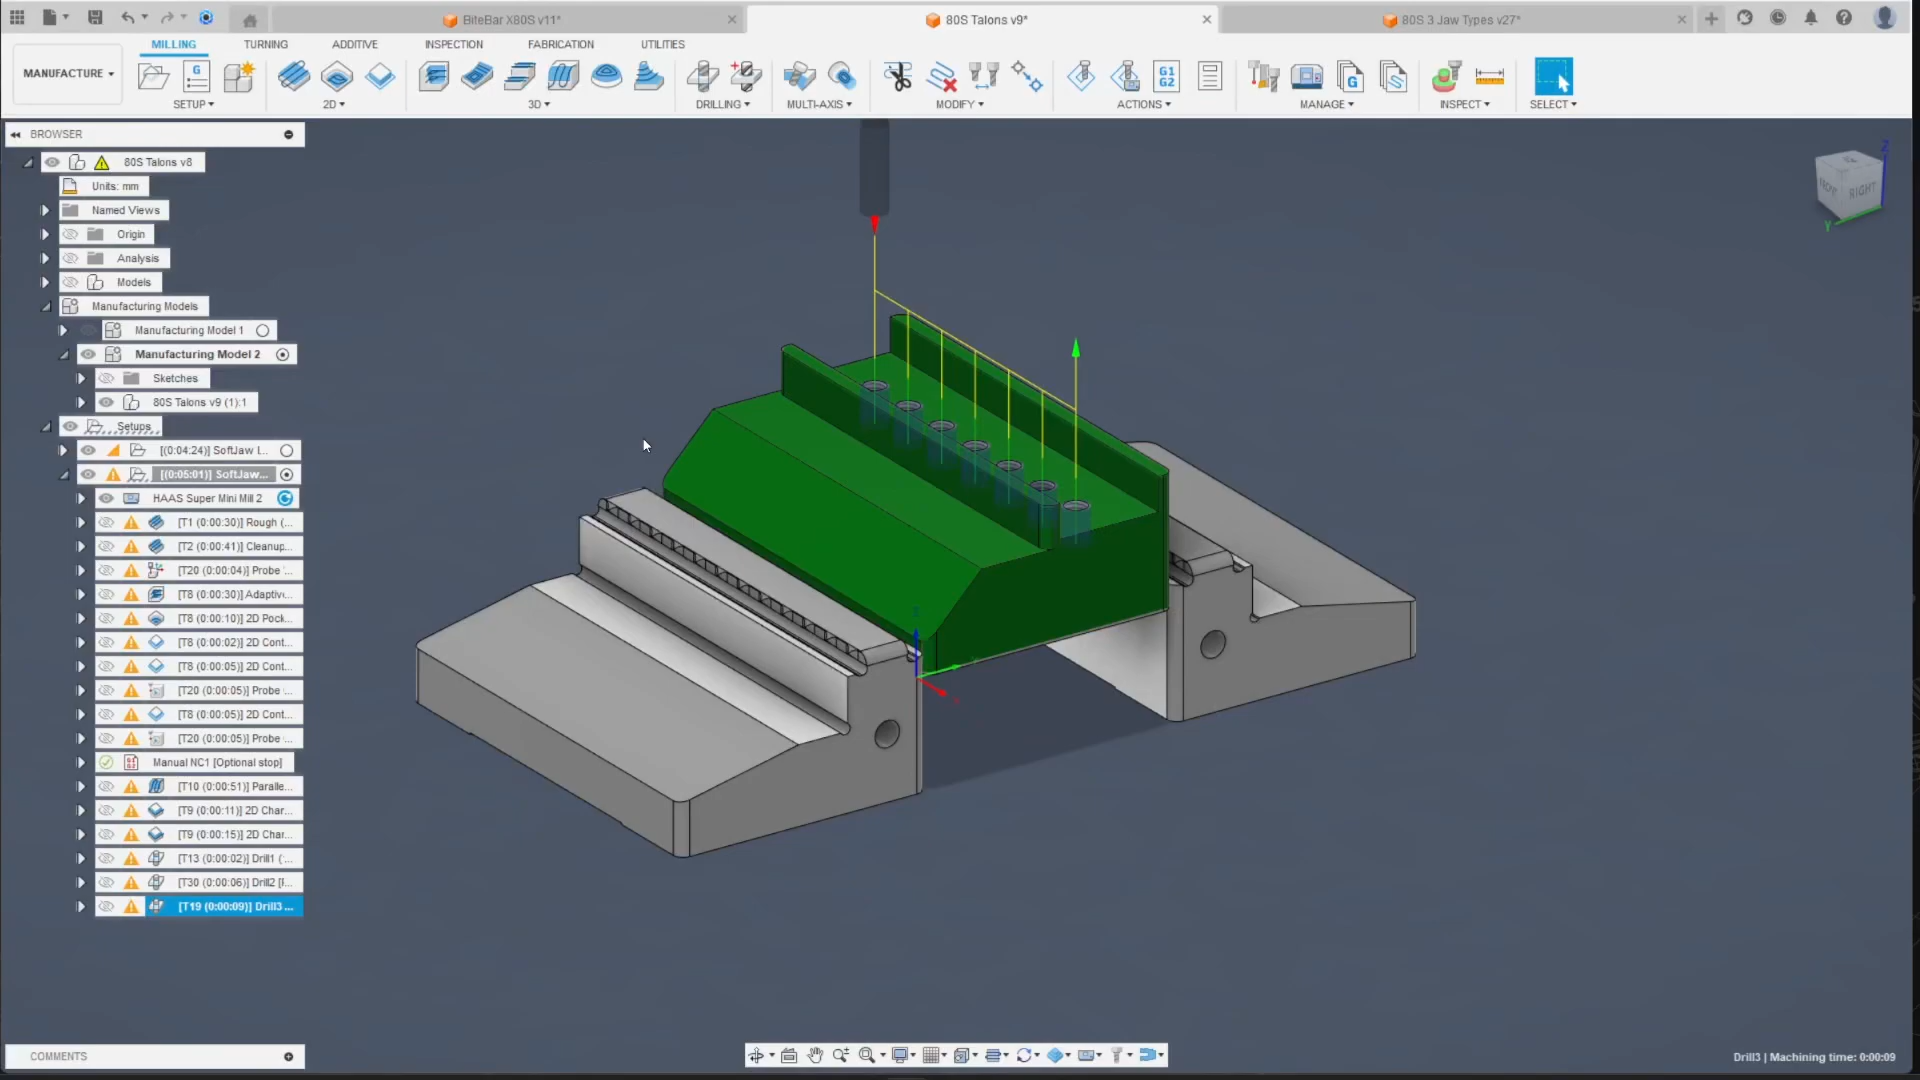 BiteBar X80S v11*
80S Talons v9*
80S 3 Jaw Types v27*
MANUFACTURE
MILLING
TURNING
ADDITIVE
INSPECTION
FABRICATION
UTILITIES
SETUP
2D
3D
DRILLING
MULTI-AXIS
MODIFY
ACTIONS
MANAGE
INSPECT
SELECT
G
G1
G2
G
BROWSER
80S Talons v8
Units: mm
Named Views
Origin
Analysis
Models
Manufacturing Models
Manufacturing Model 1
Manufacturing Model 2
Sketches
80S Talons v9 (1):1
Setups
[(0:04:24)] SoftJaw I...
[(0:05:01)] SoftJaw...
HAAS Super Mini Mill 2
[T1 (0:00:30)] Rough (...
[T2 (0:00:41)] Cleanup...
[T20 (0:00:04)] Probe '...
[T8 (0:00:30)] Adaptiv...
[T8 (0:00:10)] 2D Pock...
[T8 (0:00:02)] 2D Cont...
[T8 (0:00:05)] 2D Cont...
[T20 (0:00:05)] Probe ...
[T8 (0:00:05)] 2D Cont...
[T20 (0:00:05)] Probe ...
Manual NC1 [Optional stop]
[T10 (0:00:51)] Paralle...
[T9 (0:00:11)] 2D Cham...
[T9 (0:00:15)] 2D Cham...
[T13 (0:00:02)] Drill1 (...
[T30 (0:00:06)] Drill2 [...
[T19 (0:00:09)] Drill3 ...
Z
FRONT
RIGHT
Y
COMMENTS
Drill3 | Machining time: 0:00:09